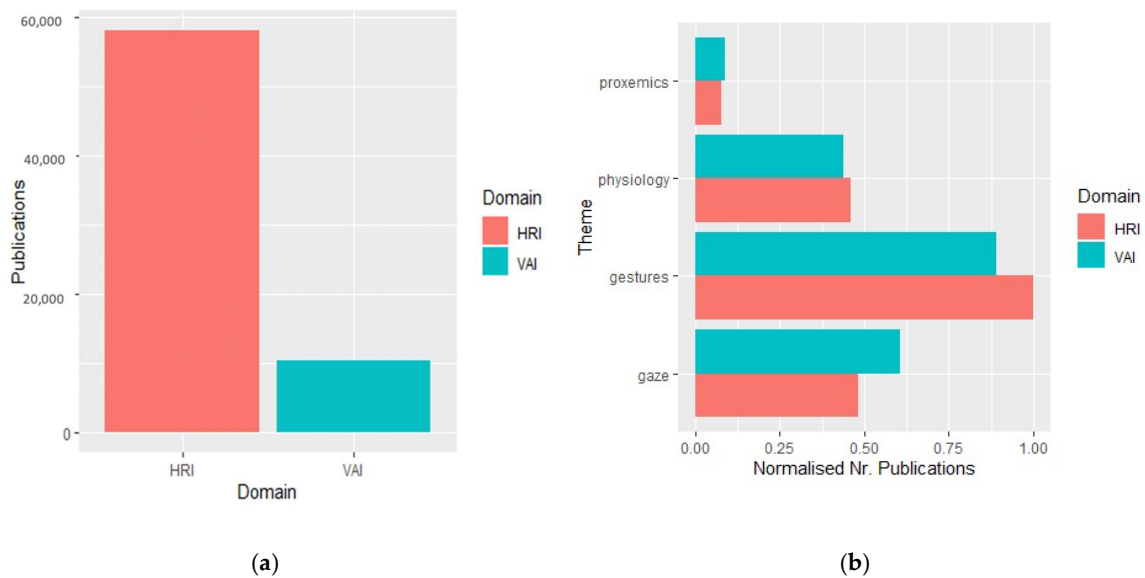 60,000
40,000
20,000
0
Publications
HRI
VAI
Domain
Domain
HRI
VAI
(a)
proxemics
physiology
gestures
gaze
Theme
0.00 0.25 0.50 0.75 1.00
Normalised Nr. Publications
Domain
HRI
VAI
(b)